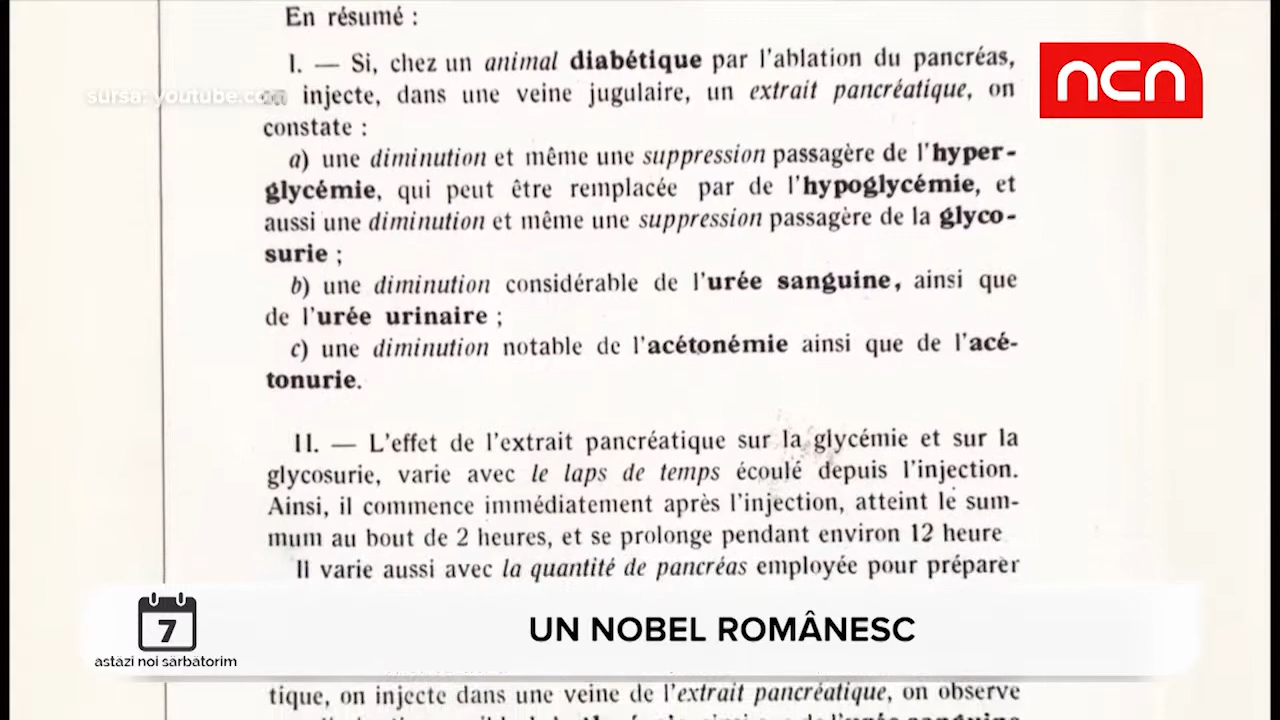 En résumé :
I. — Si, chez un animal diabétique par l'ablation du pancréas,
injecte, dans une veine jugulaire, un extrait pancréatique, on
constate :
a) une diminution et même une suppression passagère de l'hyper-
glycémie, qui peut être remplacée par de l'hypoglycémie, et
aussi une diminution et même une suppression passagère de la glyco-
surie ;
b) une diminution considérable de l'urée sanguine, ainsi que
de l'urée urinaire ;
c) une diminution notable de l'acétonémie ainsi que de l'acé-
tonurie.
II. — L'effet de l'extrait pancréatique sur la glycémie et sur la
glycosurie, varie avec le laps de temps écoulé depuis l'injection.
Ainsi, il commence immédiatement après l'injection, atteint le sum-
mum au bout de 2 heures, et se prolonge pendant environ 12 heure
Il varie aussi avec la quantité de pancréas employée pour préparer
tique, on injecte dans une veine de l'extrait pancréatique, on observe
sursa: youtube.com
ncn
7
astăzi noi sărbătorim
UN NOBEL ROMÂNESC